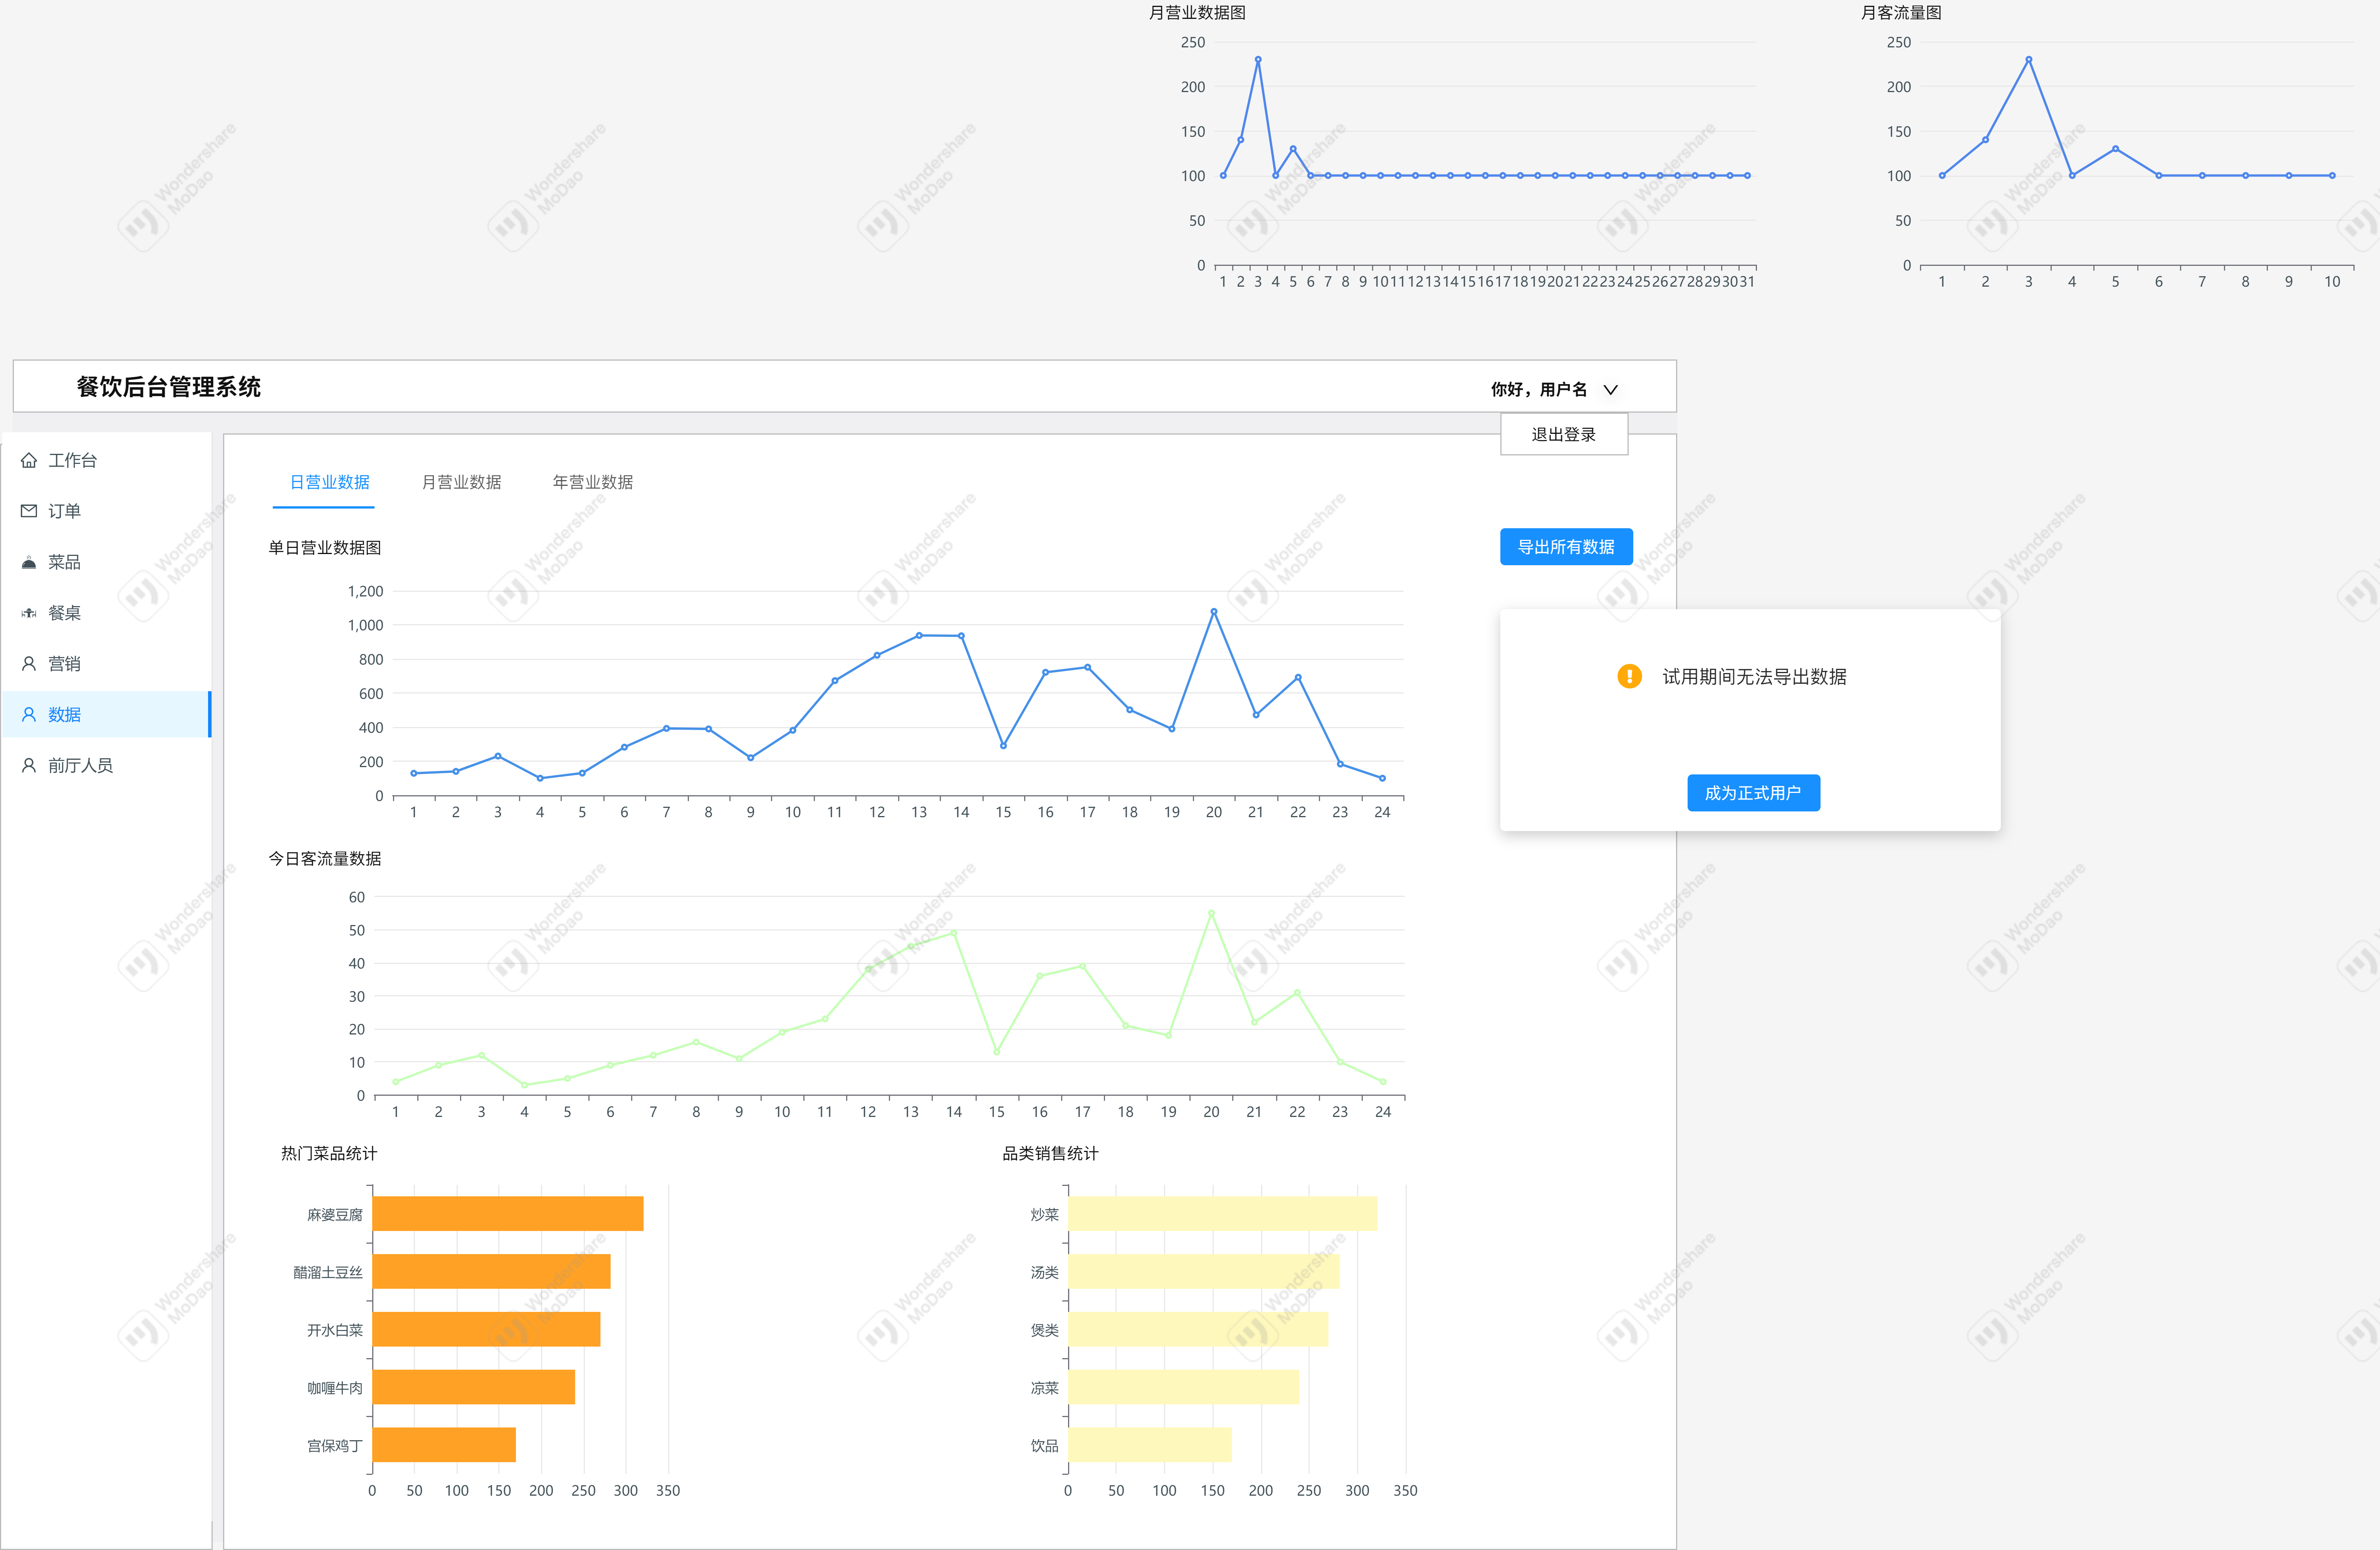 月营业数据图
250
200
150
100
50
0
1 2 3 4 5 6 7 8 9 10 11 12 13 14 15 16 17 18 19 20 21 22 23 24 25 26 27 28 29 30 31
月客流量图
250
200
150
100
50
0
1 2 3 4 5 6 7 8 9 10
餐饮后台管理系统
你好，用户名
退出登录
工作台
订单
菜品
餐桌
营销
数据
前厅人员
日营业数据 月营业数据 年营业数据
单日营业数据图
导出所有数据
1,200
1,000
800
600
400
200
0
1 2 3 4 5 6 7 8 9 10 11 12 13 14 15 16 17 18 19 20 21 22 23 24
试用期间无法导出数据
成为正式用户
今日客流量数据
60
50
40
30
20
10
0
1 2 3 4 5 6 7 8 9 10 11 12 13 14 15 16 17 18 19 20 21 22 23 24
热门菜品统计
麻婆豆腐
醋溜土豆丝
开水白菜
咖喱牛肉
宫保鸡丁
0 50 100 150 200 250 300 350
品类销售统计
炒菜
汤类
煲类
凉菜
饮品
0 50 100 150 200 250 300 350
Wondershare
MoDao